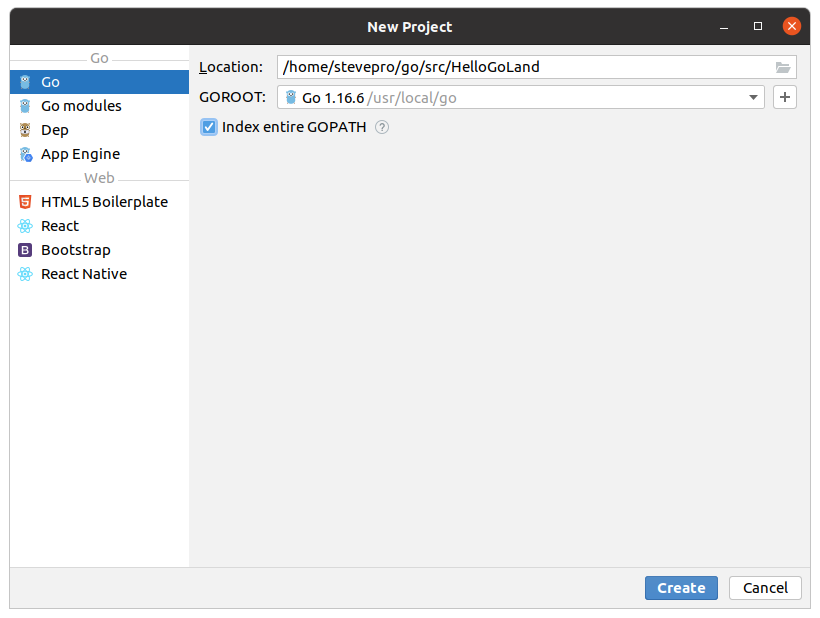 New Project
Go
Go
Go modules
Dep
App Engine
Web
HTML5 Boilerplate
React
Bootstrap
React Native
Location: /home/stevepro/go/src/HelloGoLand
GOROOT: Go 1.16.6 /usr/local/go
Index entire GOPATH ?
Create Cancel